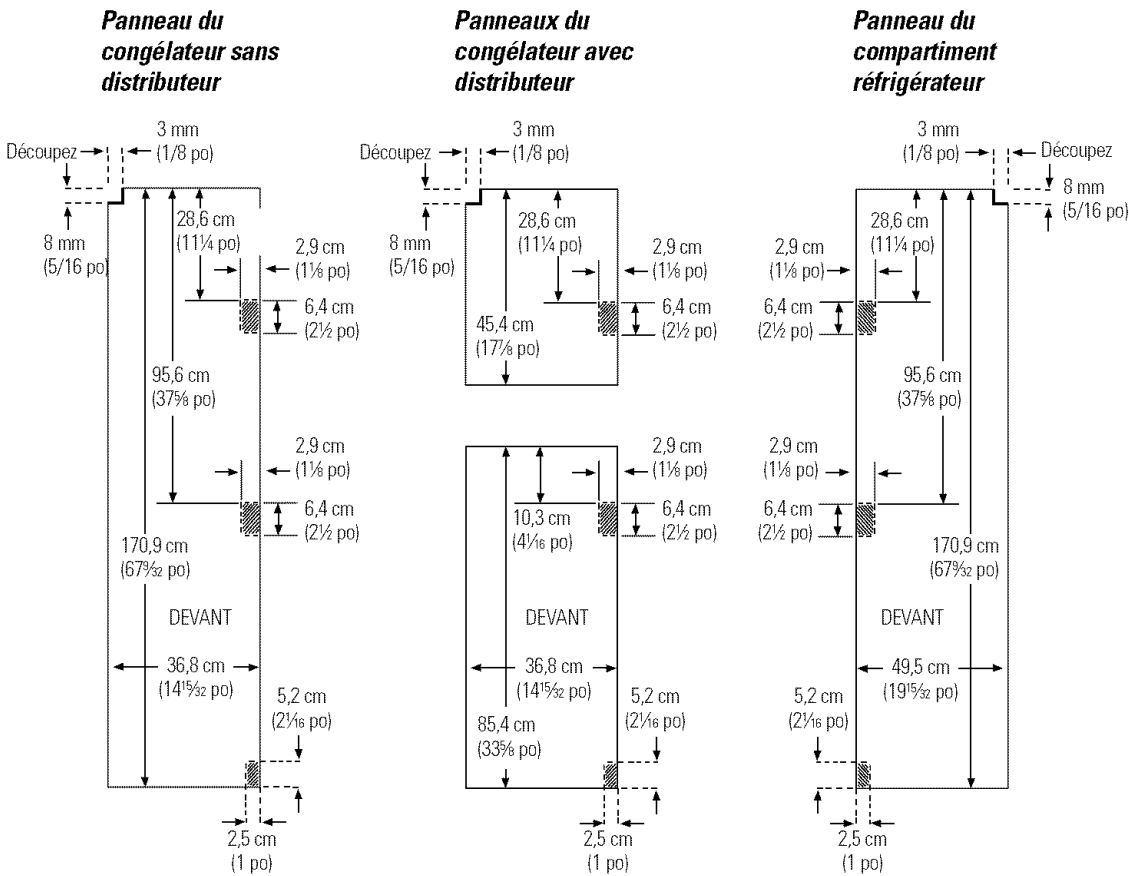 Panneau du
congélateur sans
distributeur
3 mm
(1/8 po)
Découpez
8 mm
(5/16 po)
28,6 cm
(11¼ po)
2,9 cm
(1⅛ po)
6,4 cm
(2½ po)
95,6 cm
(37⅝ po)
2,9 cm
(1⅛ po)
6,4 cm
(2½ po)
170,9 cm
(679⁄32 po)
DEVANT
36,8 cm
(1415⁄32 po)
5,2 cm
(21⁄16 po)
2,5 cm
(1 po)
Panneaux du
congélateur avec
distributeur
3 mm
(1/8 po)
Découpez
8 mm
(5/16 po)
28,6 cm
(11¼ po)
2,9 cm
(1⅛ po)
6,4 cm
(2½ po)
45,4 cm
(17⅞ po)
2,9 cm
(1⅛ po)
6,4 cm
(2½ po)
10,3 cm
(41⁄16 po)
DEVANT
36,8 cm
(1415⁄32 po)
85,4 cm
(33⅝ po)
5,2 cm
(21⁄16 po)
2,5 cm
(1 po)
Panneau du
compartiment
réfrigérateur
3 mm
(1/8 po)
Découpez
8 mm
(5/16 po)
28,6 cm
(11¼ po)
2,9 cm
(1⅛ po)
6,4 cm
(2½ po)
95,6 cm
(37⅝ po)
2,9 cm
(1⅛ po)
6,4 cm
(2½ po)
170,9 cm
(679⁄32 po)
DEVANT
49,5 cm
(1915⁄32 po)
5,2 cm
(21⁄16 po)
2,5 cm
(1 po)